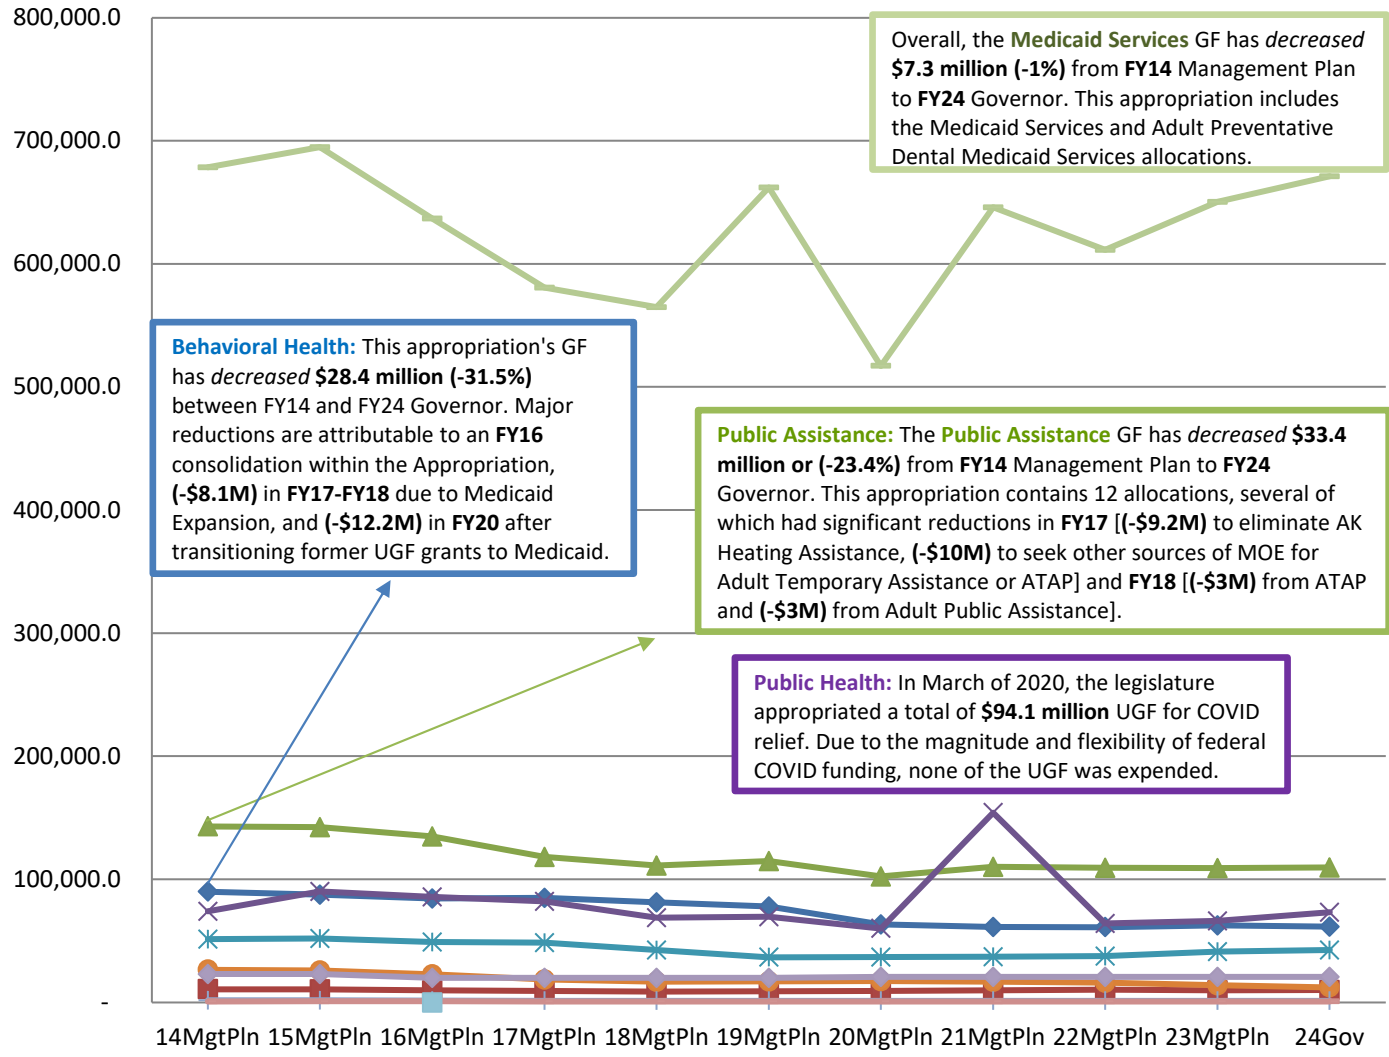 800,000.0
700,000.0
600,000.0
500,000.0
400,000.0
300,000.0
200,000.0
100,000.0
-
Overall, the Medicaid Services GF has decreased
$7.3 million (-1%) from FY14 Management Plan
to FY24 Governor. This appropriation includes
the Medicaid Services and Adult Preventative
Dental Medicaid Services allocations.
Behavioral Health: This appropriation's GF
has decreased $28.4 million (-31.5%)
between FY14 and FY24 Governor. Major
reductions are attributable to an FY16
consolidation within the Appropriation,
(-$8.1M) in FY17-FY18 due to Medicaid
Expansion, and (-$12.2M) in FY20 after
transitioning former UGF grants to Medicaid.
Public Assistance: The Public Assistance GF has decreased $33.4
million or (-23.4%) from FY14 Management Plan to FY24
Governor. This appropriation contains 12 allocations, several of
which had significant reductions in FY17 [(-$9.2M) to eliminate AK
Heating Assistance, (-$10M) to seek other sources of MOE for
Adult Temporary Assistance or ATAP] and FY18 [(-$3M) from ATAP
and (-$3M) from Adult Public Assistance].
Public Health: In March of 2020, the legislature
appropriated a total of $94.1 million UGF for COVID
relief. Due to the magnitude and flexibility of federal
COVID funding, none of the UGF was expended.
14MgtPln 15MgtPln 16MgtPln 17MgtPln 18MgtPln 19MgtPln 20MgtPln 21MgtPln 22MgtPln 23MgtPln 24Gov